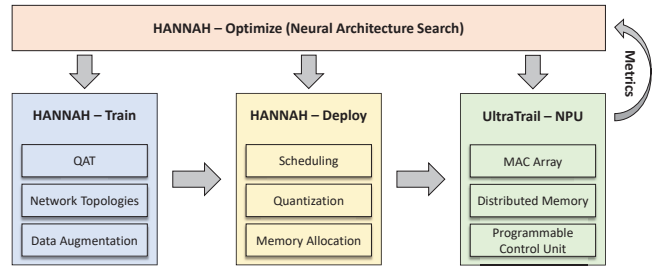 HANNAH – Optimize (Neural Architecture Search)
Metrics
HANNAH – Train
QAT
Network Topologies
Data Augmentation
HANNAH – Deploy
Scheduling
Quantization
Memory Allocation
UltraTrail – NPU
MAC Array
Distributed Memory
Programmable
Control Unit